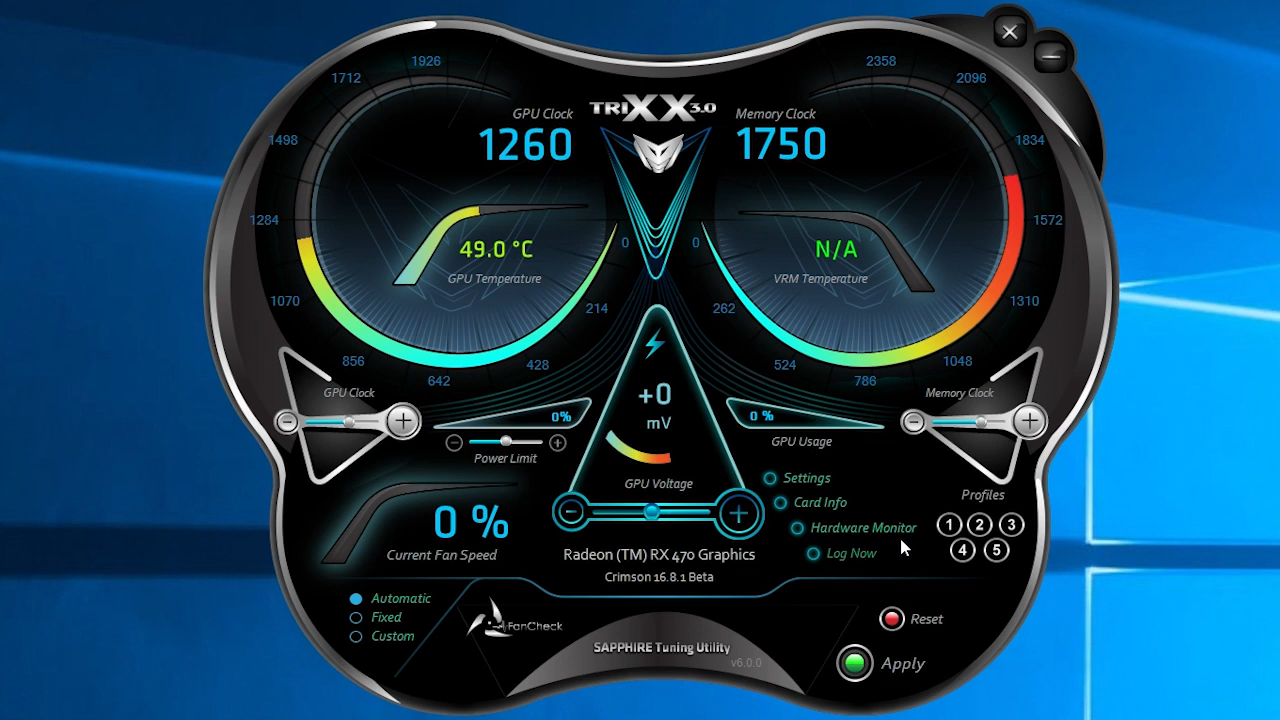 TRIXX 3.0
GPU Clock
1260
Memory Clock
1750
1926
1712
1498
1284
1070
856
642
428
214
0
2358
2096
1834
1572
1310
1048
786
524
262
0
49.0 °C
GPU Temperature
N/A
VRM Temperature
GPU Clock
Memory Clock
0%
Power Limit
+0
mV
GPU Voltage
0 %
GPU Usage
0 %
Current Fan Speed
Automatic
Fixed
Custom
Settings
Card Info
Hardware Monitor
Log Now
Profiles
1 2 3
4 5
Radeon (TM) RX 470 Graphics
Crimson 16.8.1 Beta
FanCheck
SAPPHIRE Tuning Utility
v6.0.0
Reset
Apply